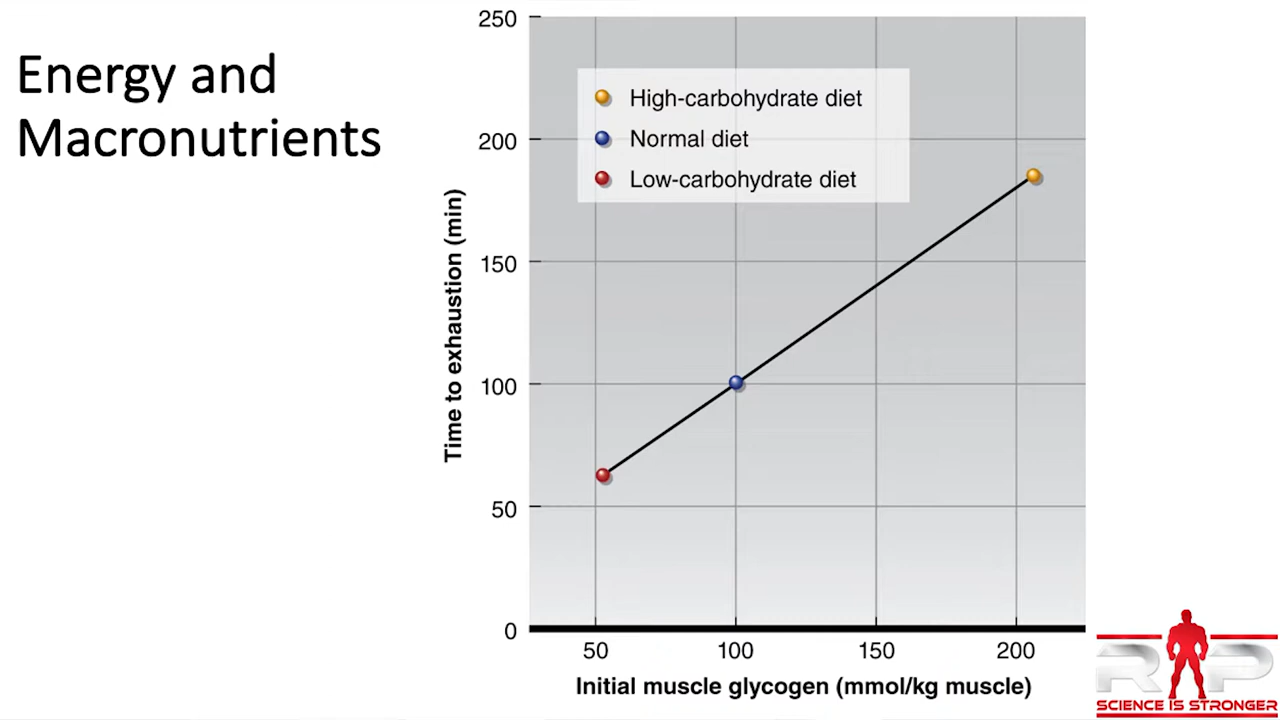 Energy and
Macronutrients
250
200
150
100
50
0
Time to exhaustion (min)
High-carbohydrate diet
Normal diet
Low-carbohydrate diet
50 100 150 200
Initial muscle glycogen (mmol/kg muscle)
RP
SCIENCE IS STRONGER